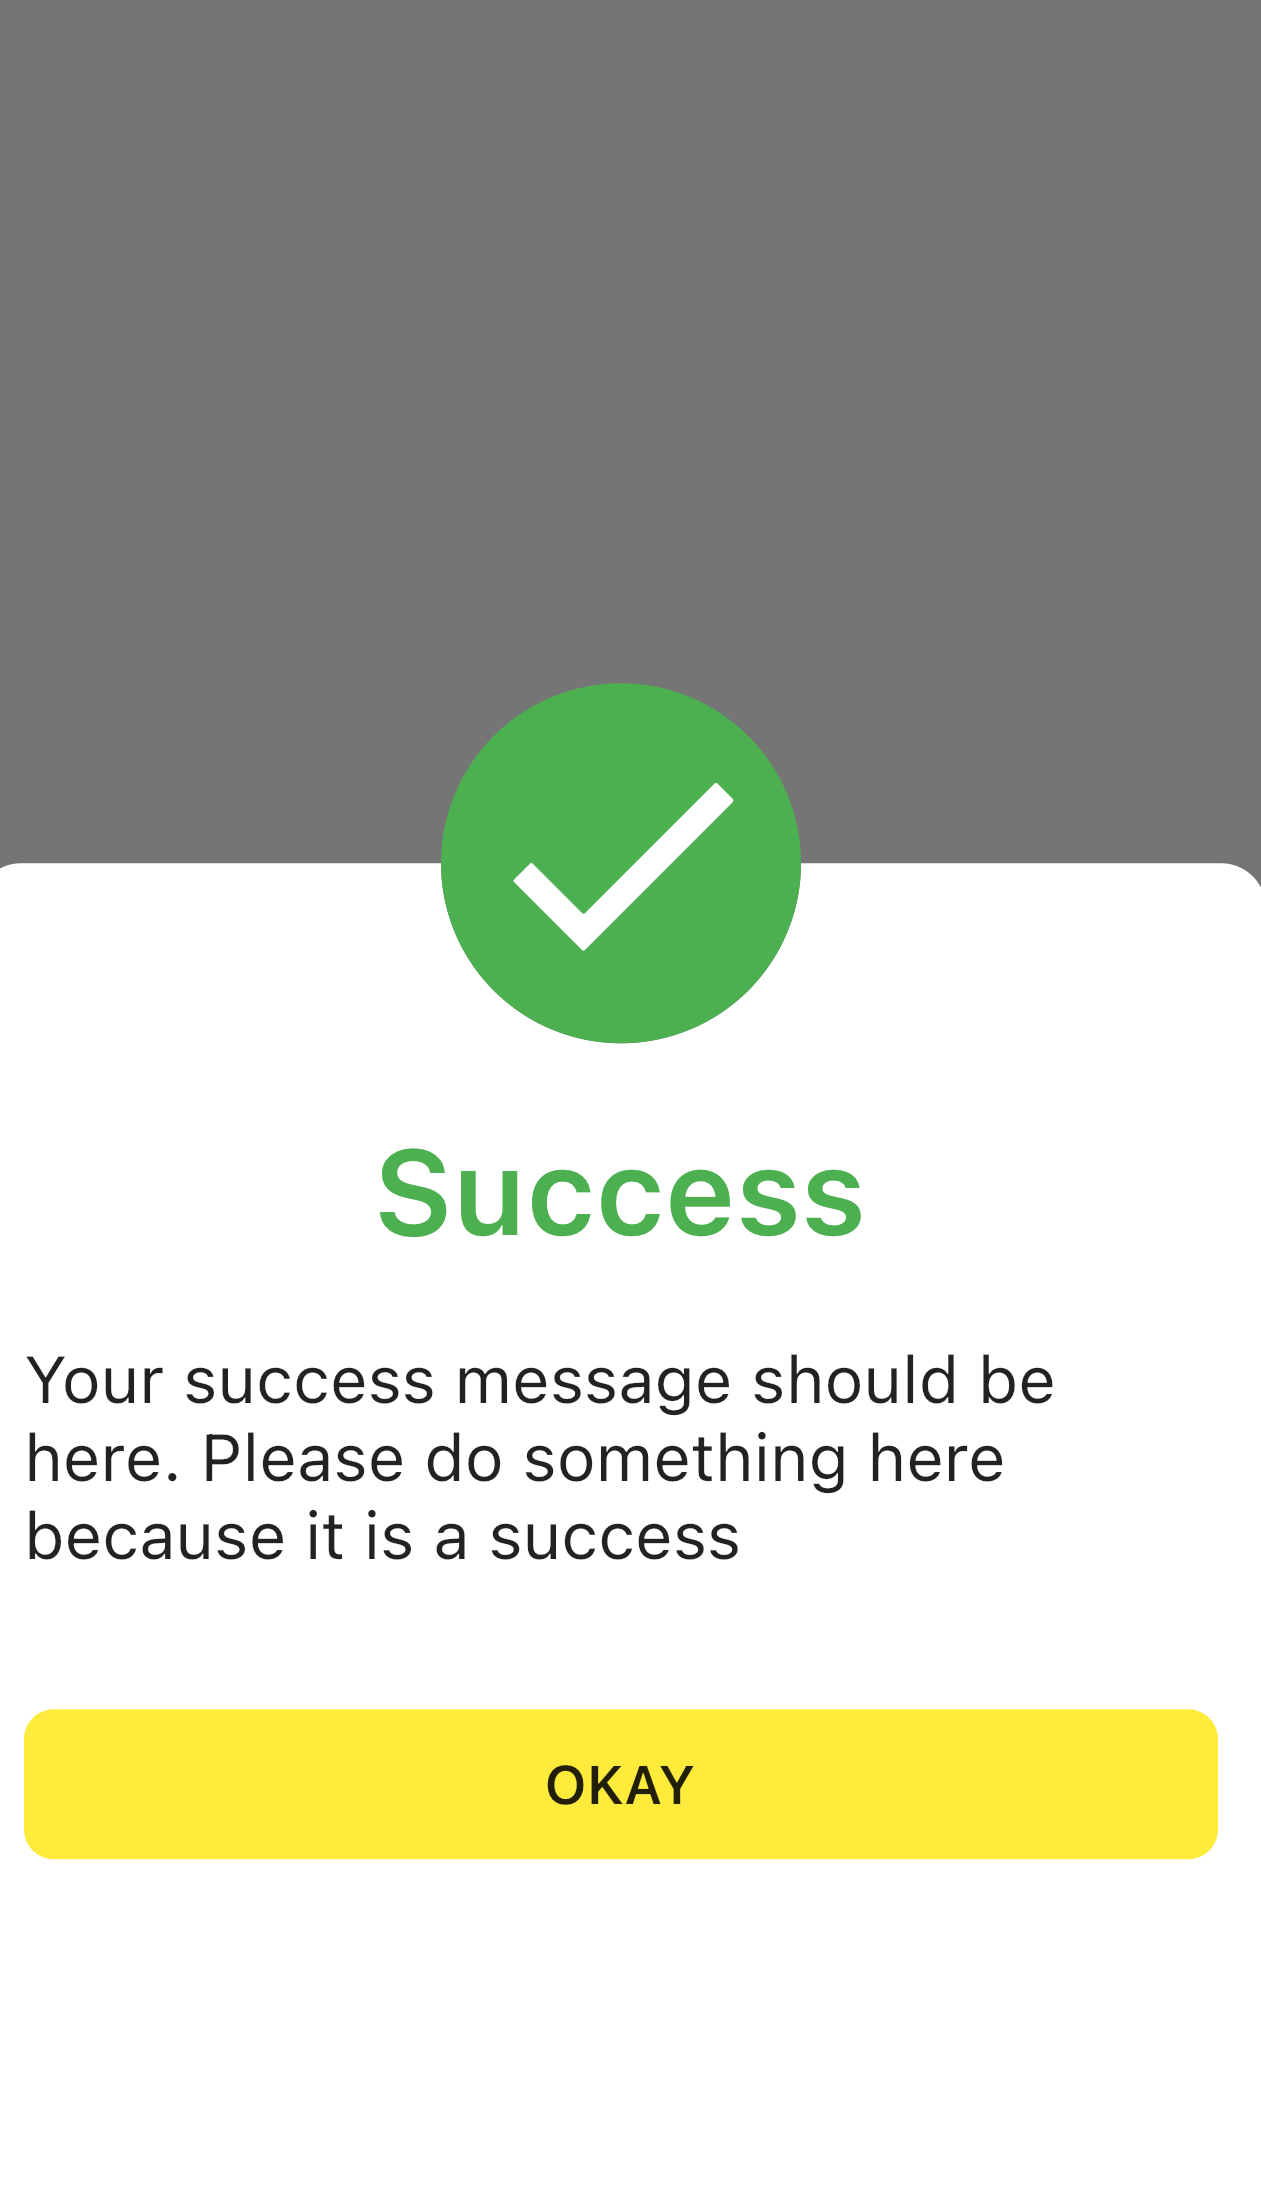 Success
Your success message should be
here. Please do something here
because it is a success
OKAY